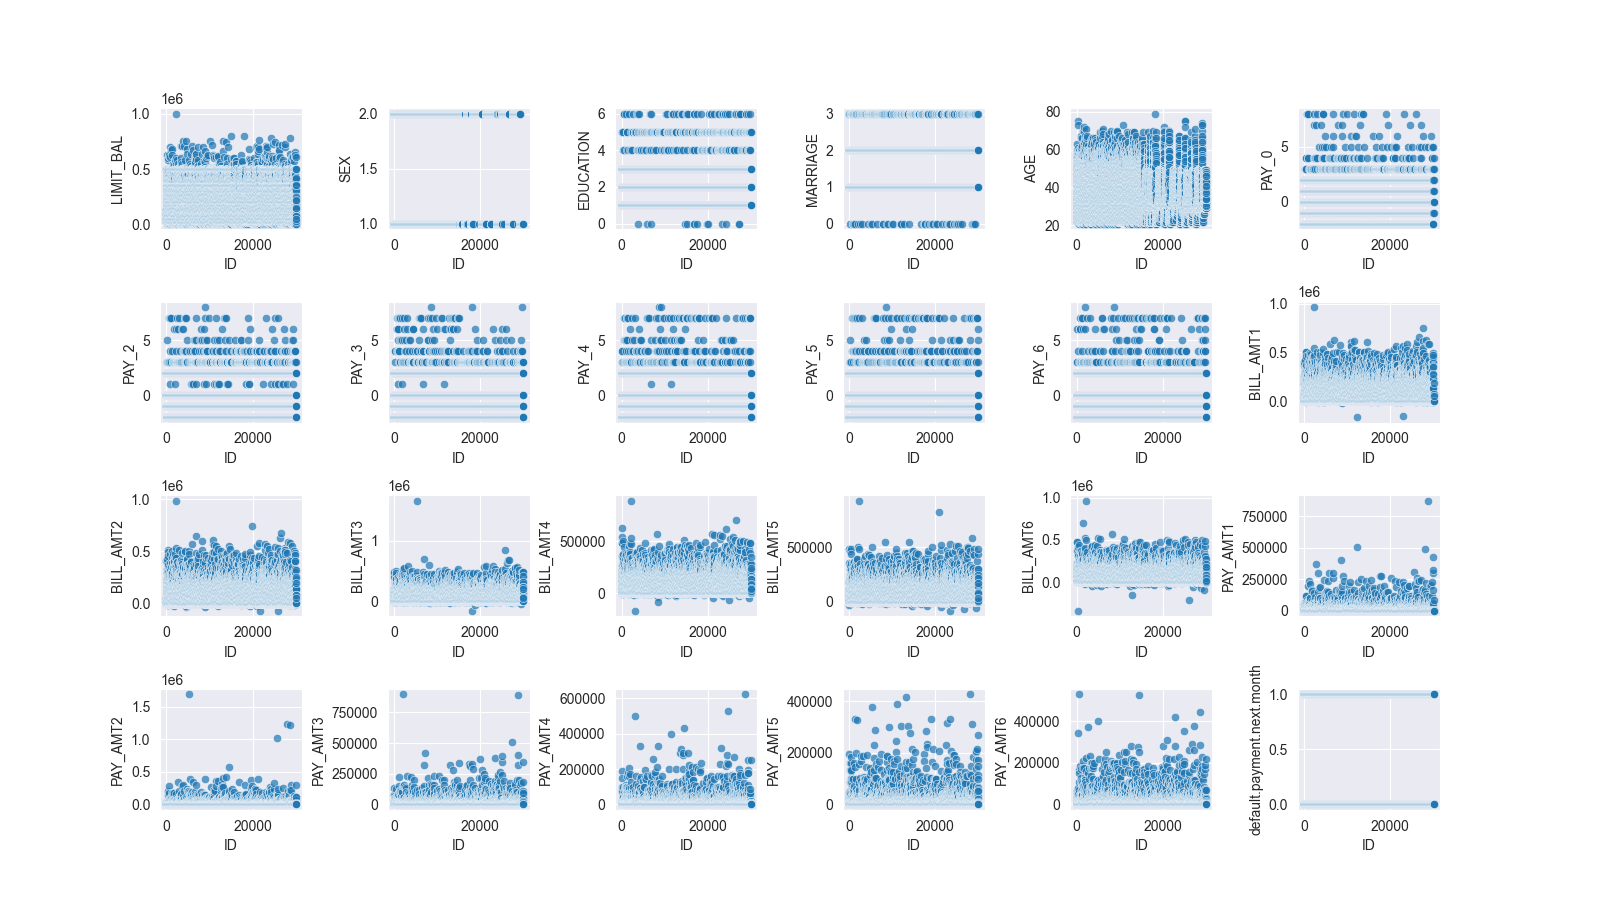 1e6
LIMIT_BAL
1.0
0.5
0.0
0
20000
ID
SEX
2.0
1.5
1.0
0
20000
ID
EDUCATION
6
4
2
0
0
20000
ID
MARRIAGE
3
2
1
0
0
20000
ID
AGE
80
60
40
20
0
20000
ID
PAY_0
5
0
0
20000
ID
PAY_2
5
0
0
20000
ID
PAY_3
5
0
0
20000
ID
PAY_4
5
0
0
20000
ID
PAY_5
5
0
0
20000
ID
PAY_6
5
0
0
20000
ID
1e6
BILL_AMT1
1.0
0.5
0.0
0
20000
ID
1e6
BILL_AMT2
1.0
0.5
0.0
0
20000
ID
1e6
BILL_AMT3
1
0
0
20000
ID
BILL_AMT4
500000
0
0
20000
ID
BILL_AMT5
500000
0
0
20000
ID
1e6
BILL_AMT6
1.0
0.5
0.0
0
20000
ID
PAY_AMT1
750000
500000
250000
0
0
20000
ID
1e6
PAY_AMT2
1.5
1.0
0.5
0.0
0
20000
ID
PAY_AMT3
750000
500000
250000
0
0
20000
ID
PAY_AMT4
600000
400000
200000
0
0
20000
ID
PAY_AMT5
400000
200000
0
0
20000
ID
PAY_AMT6
400000
200000
0
0
20000
ID
default.payment.next.month
1.0
0.5
0.0
0
20000
ID